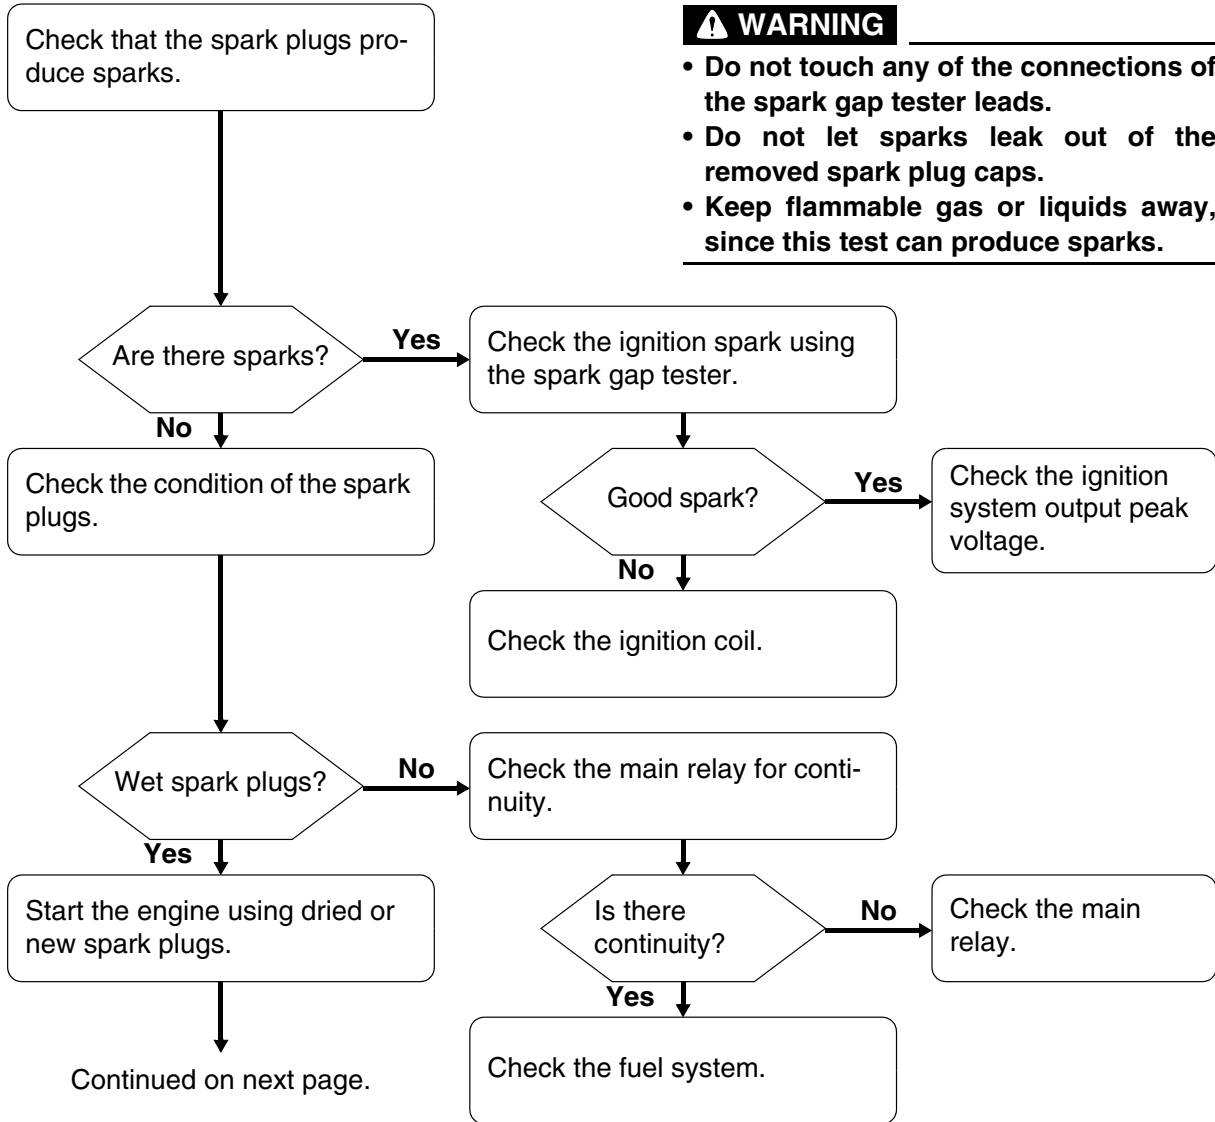 Check that the spark plugs pro-
duce sparks.
WARNING
• Do not touch any of the connections of
the spark gap tester leads.
• Do not let sparks leak out of the
removed spark plug caps.
• Keep flammable gas or liquids away,
since this test can produce sparks.
Are there sparks?
Yes
Check the ignition spark using
the spark gap tester.
No
Check the condition of the spark
plugs.
Good spark?
Yes
Check the ignition
system output peak
voltage.
No
Check the ignition coil.
Wet spark plugs?
No
Check the main relay for conti-
nuity.
Yes
Start the engine using dried or
new spark plugs.
Is there
continuity?
No
Check the main
relay.
Yes
Check the fuel system.
Continued on next page.